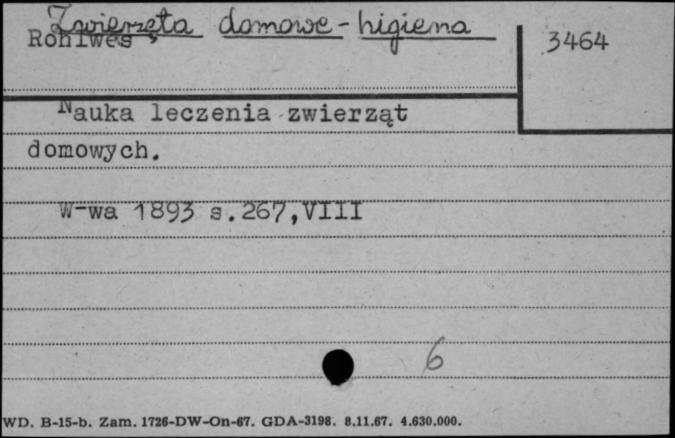 Zwierzęta domowe - higiena
Rohlwes
3464
Nauka leczenia zwierząt
domowych.
W-wa 1893 s.267,VIII
6
WD. B-15-b. Zam. 1726-DW-On-67. GDA-3198. 8.11.67. 4.630.000.